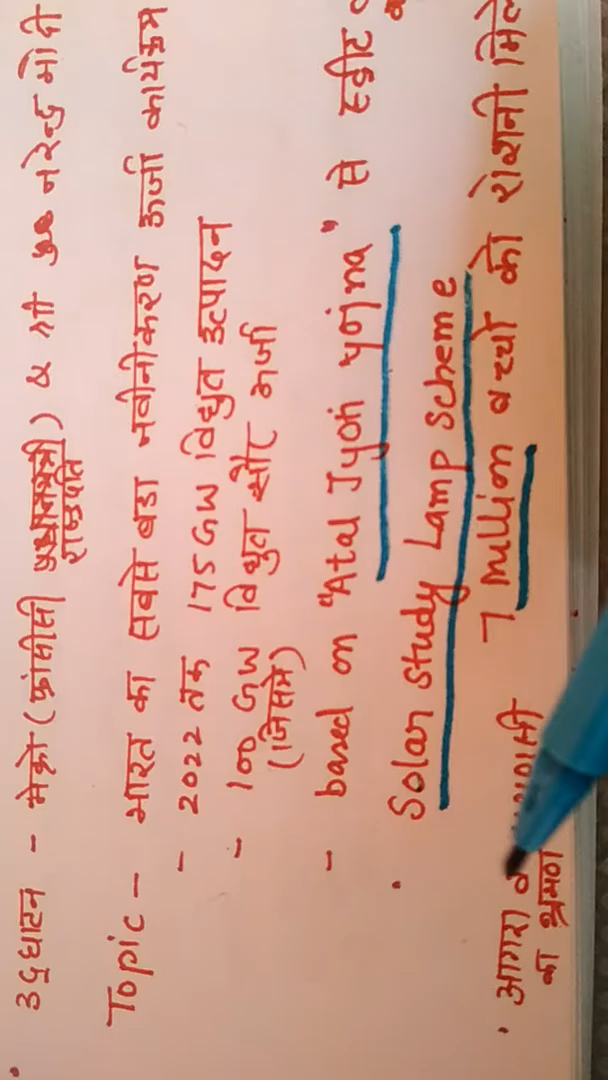 उद्घाटन - मेक्रो (फ्रांसीसी राष्ट्रपति) & श्री नरेन्द्र मोदी
Topic - भारत का सबसे बडा नवीनीकरण ऊर्जा कार्यक्रम
- 2022 तक 175 GW विद्युत उत्पादन
- 100 GW विद्युत सौर ऊर्जा
(जिसमें)
- based on "Atal Jyoti yojna" से स्ट्रीट
Solar Study Lamp Scheme
7 million बच्चों को रोशनी मिले
आगरा व
का भ्रमण